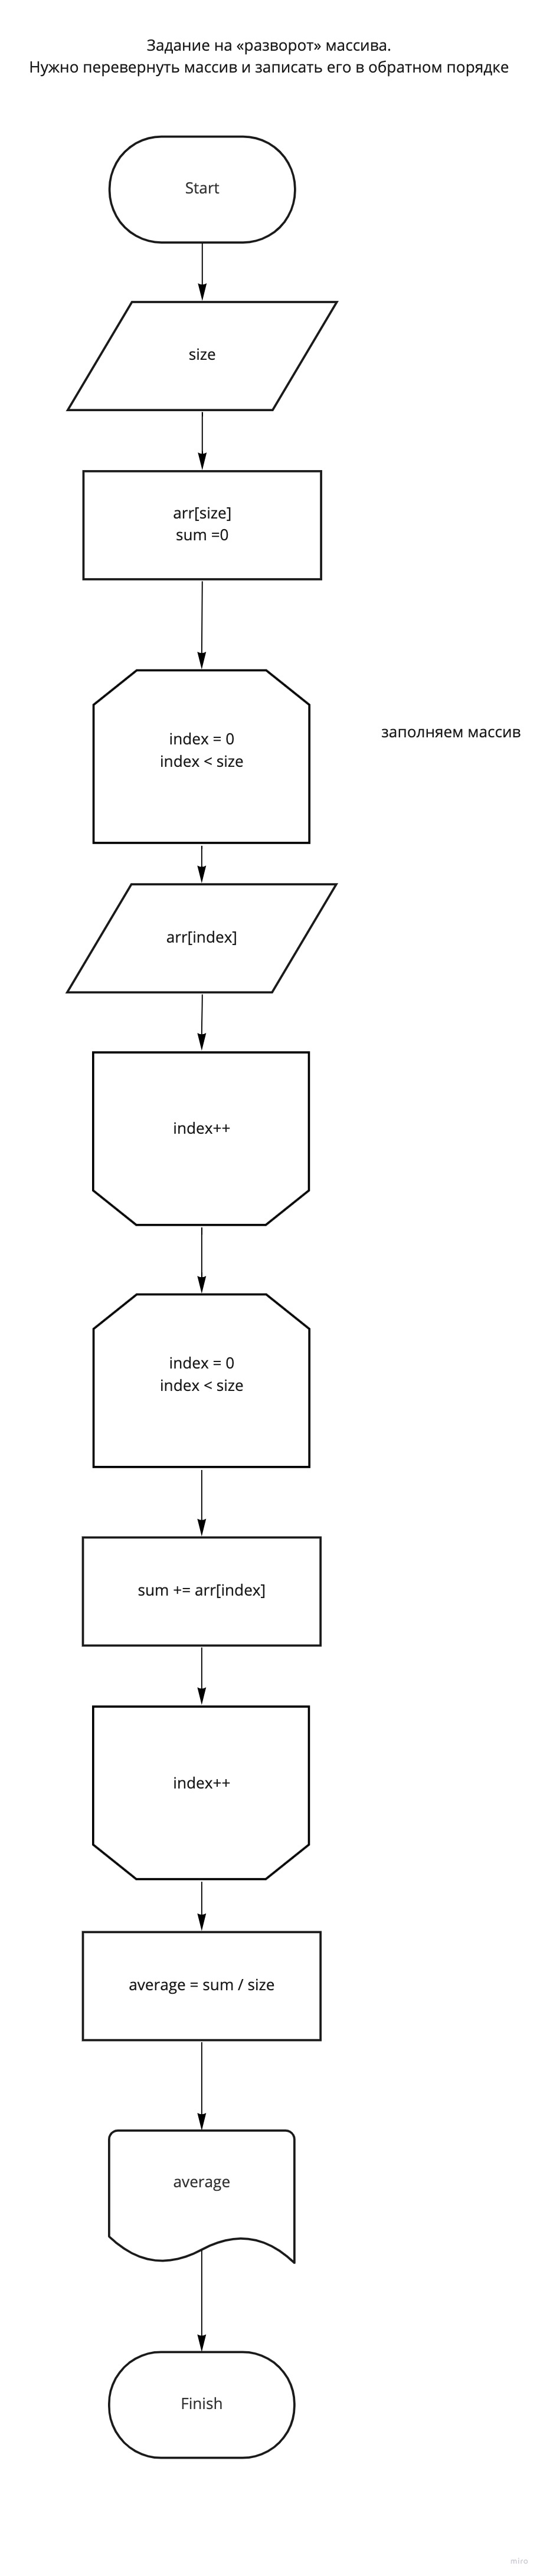 Задание на «разворот» массива.
Нужно перевернуть массив и записать его в обратном порядке
Start
size
arr[size]
sum =0
index = 0
index < size
заполняем массив
arr[index]
index++
index = 0
index < size
sum += arr[index]
index++
average = sum / size
average
Finish
miro